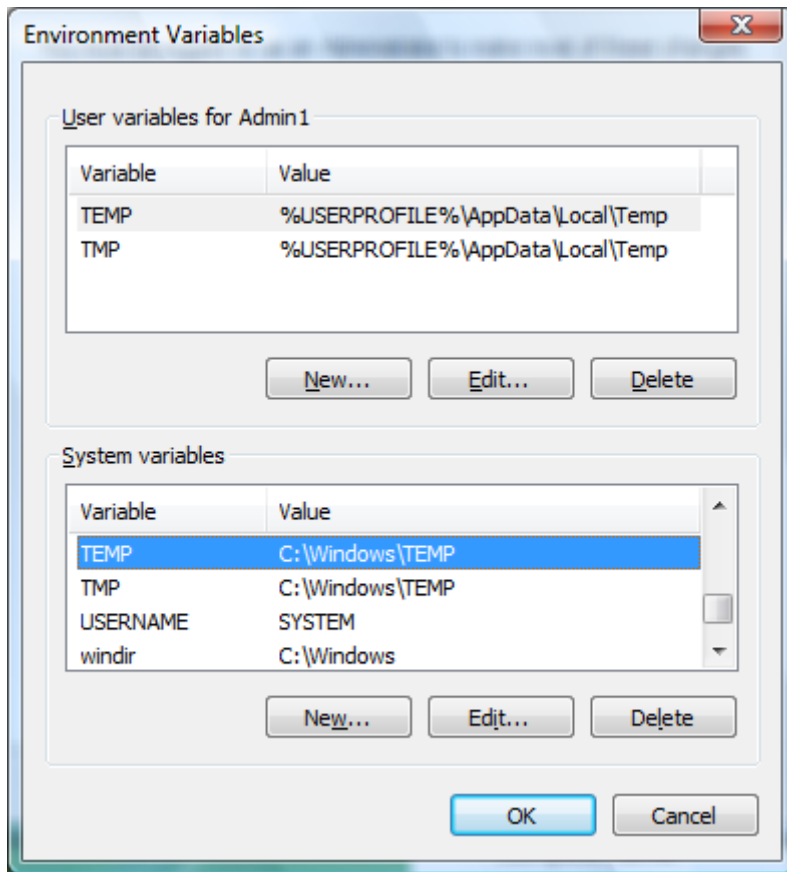 Environment Variables
User variables for Admin1
Variable Value
TEMP %USERPROFILE%\AppData\Local\Temp
TMP %USERPROFILE%\AppData\Local\Temp
New... Edit... Delete
System variables
Variable Value
TEMP C:\Windows\TEMP
TMP C:\Windows\TEMP
USERNAME SYSTEM
windir C:\Windows
New... Edit... Delete
OK Cancel